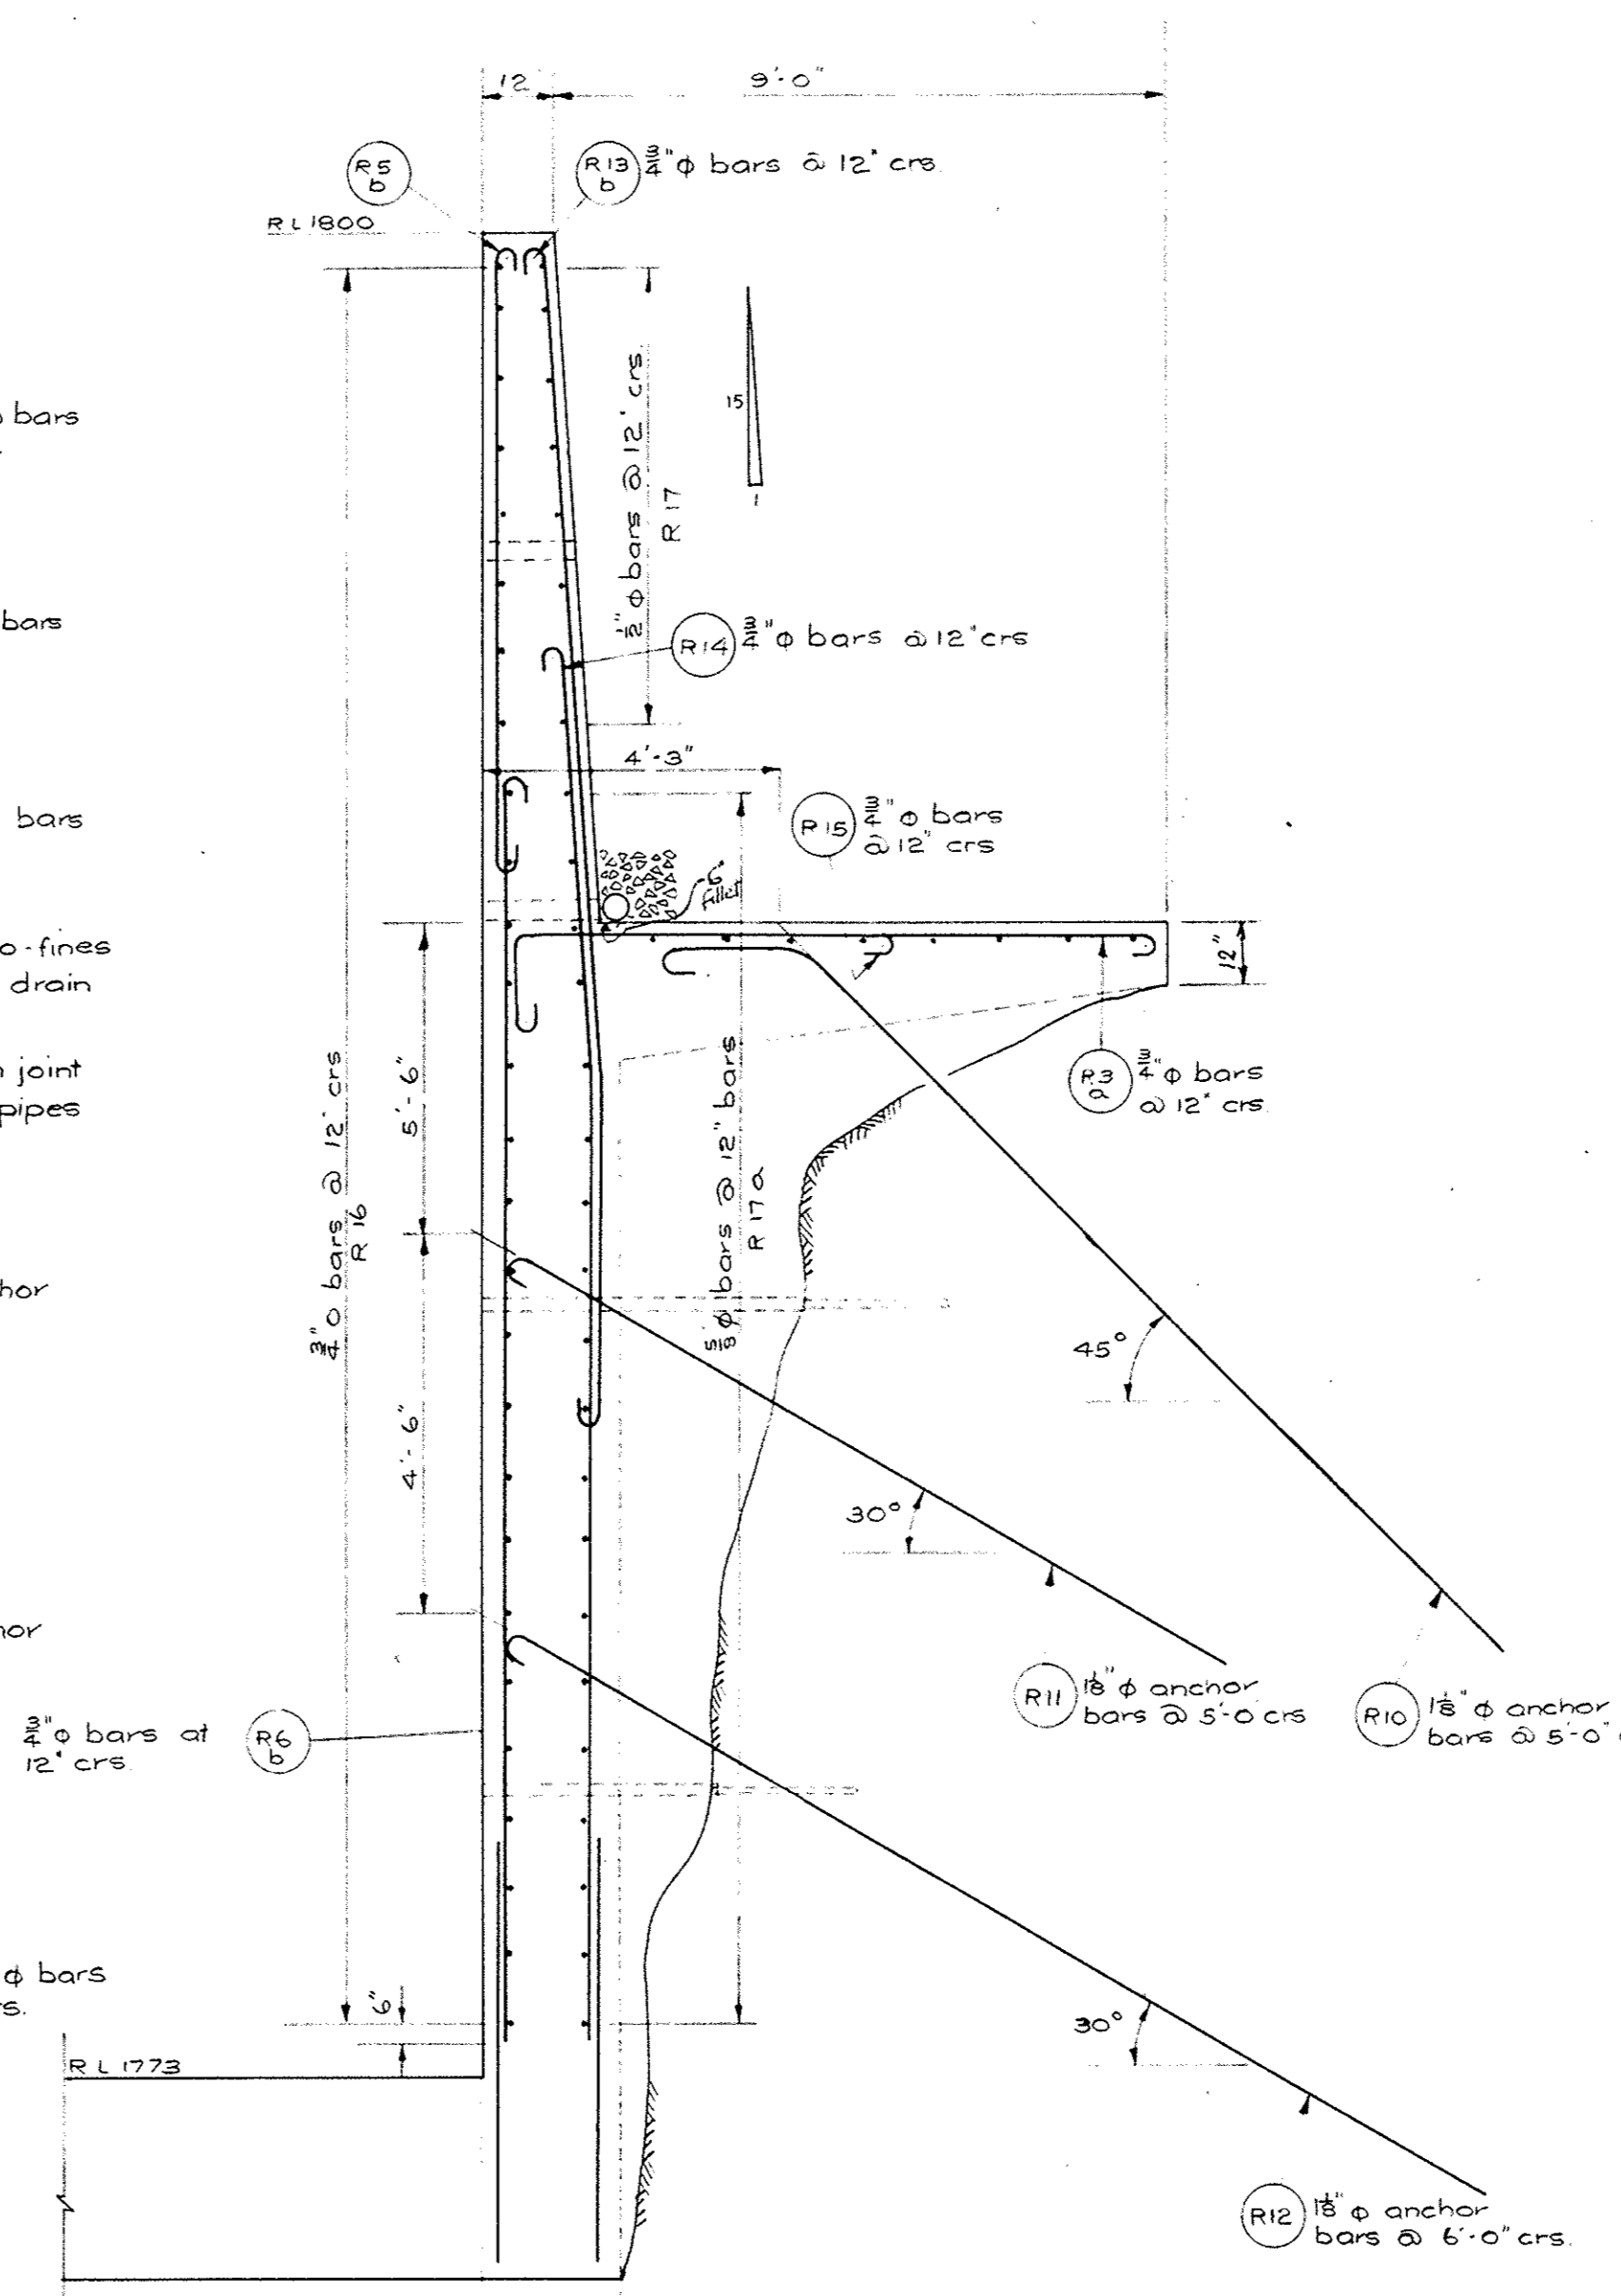 12
9'-0"
R5
b
R13
b
3/4" φ bars @ 12" crs.
RL 1800
bars
15
1/2" φ bars @ 12" crs.
R 17
bars
R14
3/4" φ bars @ 12" crs
4'-3"
bars
R15
3/4" φ bars
@ 12" crs
6"
fillet
o-fines
drain
12"
joint
pipes
R3
a
3/4" φ bars
@ 12" crs.
5'-6"
3/4" φ bars @ 12" crs
R 16
5/8" φ bars @ 12" bars
R 17a
hor
45°
4'-6"
30°
hor
R11
1 1/8" φ anchor
bars @ 5'-0 crs
R10
1 1/8" φ anchor
bars @ 5'-0"
3/4" φ bars at
12" crs.
R6
b
φ bars
s.
6"
30°
RL 1773
R12
1 1/8" φ anchor
bars @ 6'-0" crs.